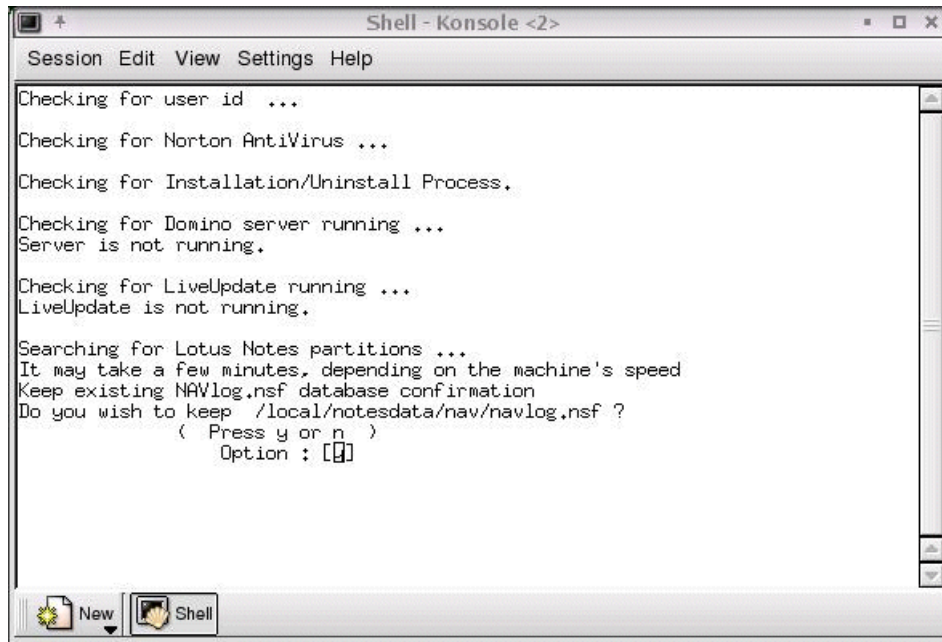 Shell - Konsole <2>
Session Edit View Settings Help
Checking for user id ...
Checking for Norton AntiVirus ...
Checking for Installation/Uninstall Process.
Checking for Domino server running ...
Server is not running.
Checking for LiveUpdate running ...
LiveUpdate is not running.
Searching for Lotus Notes partitions ...
It may take a few minutes, depending on the machine's speed
Keep existing NAVlog.nsf database confirmation
Do you wish to keep /local/notesdata/nav/navlog.nsf ?
( Press y or n )
Option : [y]
New
Shell